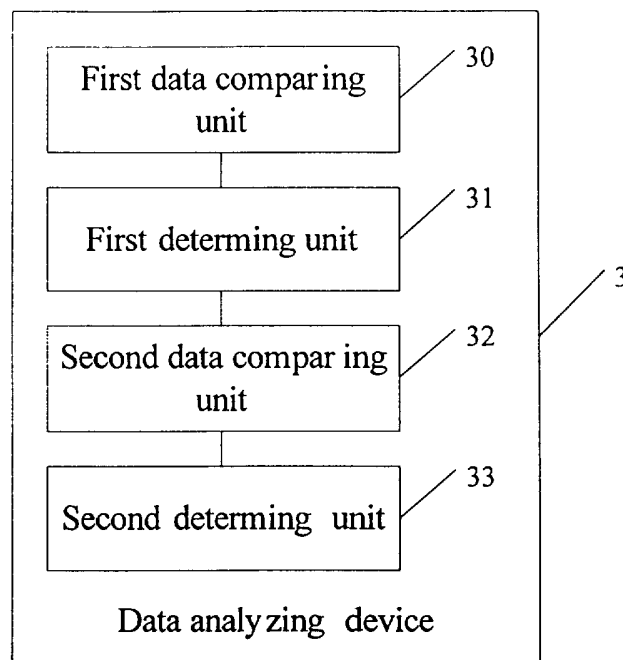 First data comparing
unit
30
First determing unit
31
Second data comparing
unit
32
Second determing unit
33
Data analyzing device
3